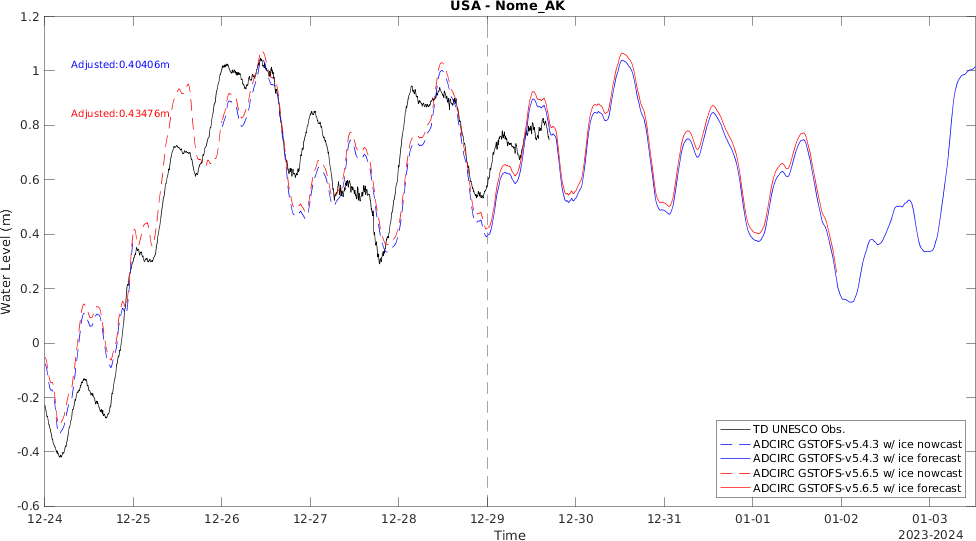 USA - Nome_AK
1.2
1
0.8
0.6
0.4
0.2
0
-0.2
-0.4
-0.6
Water Level (m)
Adjusted:0.40406m
Adjusted:0.43476m
TD UNESCO Obs.
ADCIRC GSTOFS-v5.4.3 w/ ice nowcast
ADCIRC GSTOFS-v5.4.3 w/ ice forecast
ADCIRC GSTOFS-v5.6.5 w/ ice nowcast
ADCIRC GSTOFS-v5.6.5 w/ ice forecast
12-24 12-25 12-26 12-27 12-28 12-29 12-30 12-31 01-01 01-02 01-03
Time
2023-2024